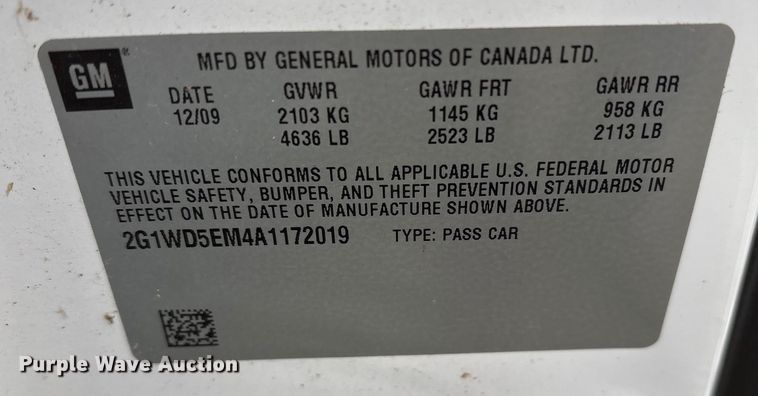 GM
MFD BY GENERAL MOTORS OF CANADA LTD.
DATE GVWR GAWR FRT GAWR RR
12/09 2103 KG 1145 KG 958 KG
4636 LB 2523 LB 2113 LB
THIS VEHICLE CONFORMS TO ALL APPLICABLE U.S. FEDERAL MOTOR
VEHICLE SAFETY, BUMPER, AND THEFT PREVENTION STANDARDS IN
EFFECT ON THE DATE OF MANUFACTURE SHOWN ABOVE.
2G1WD5EM4A1172019 TYPE: PASS CAR
Purple Wave Auction